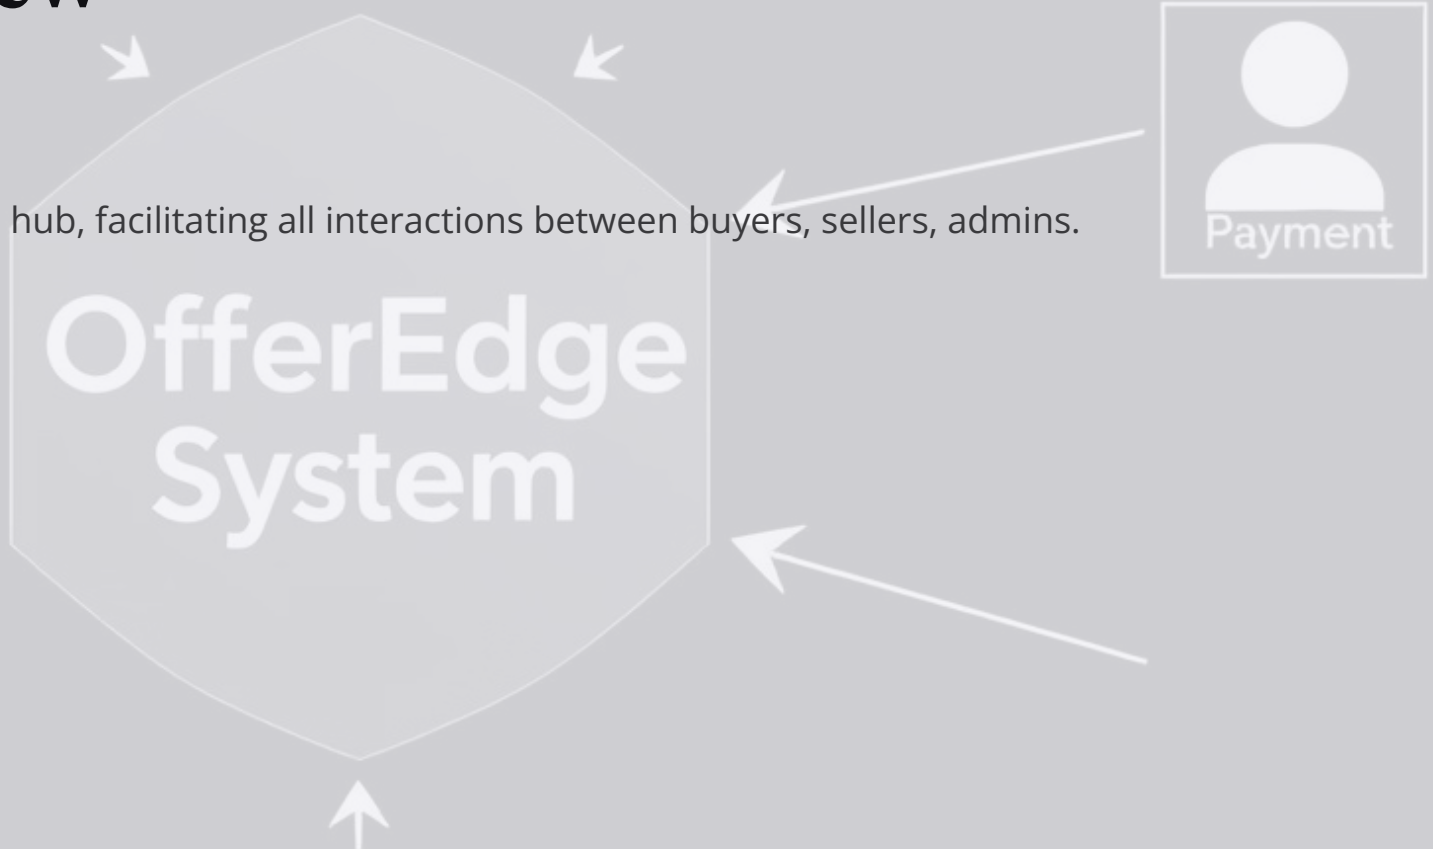 hub, facilitating all interactions between buyers, sellers, admins.
Payment
OfferEdge
System